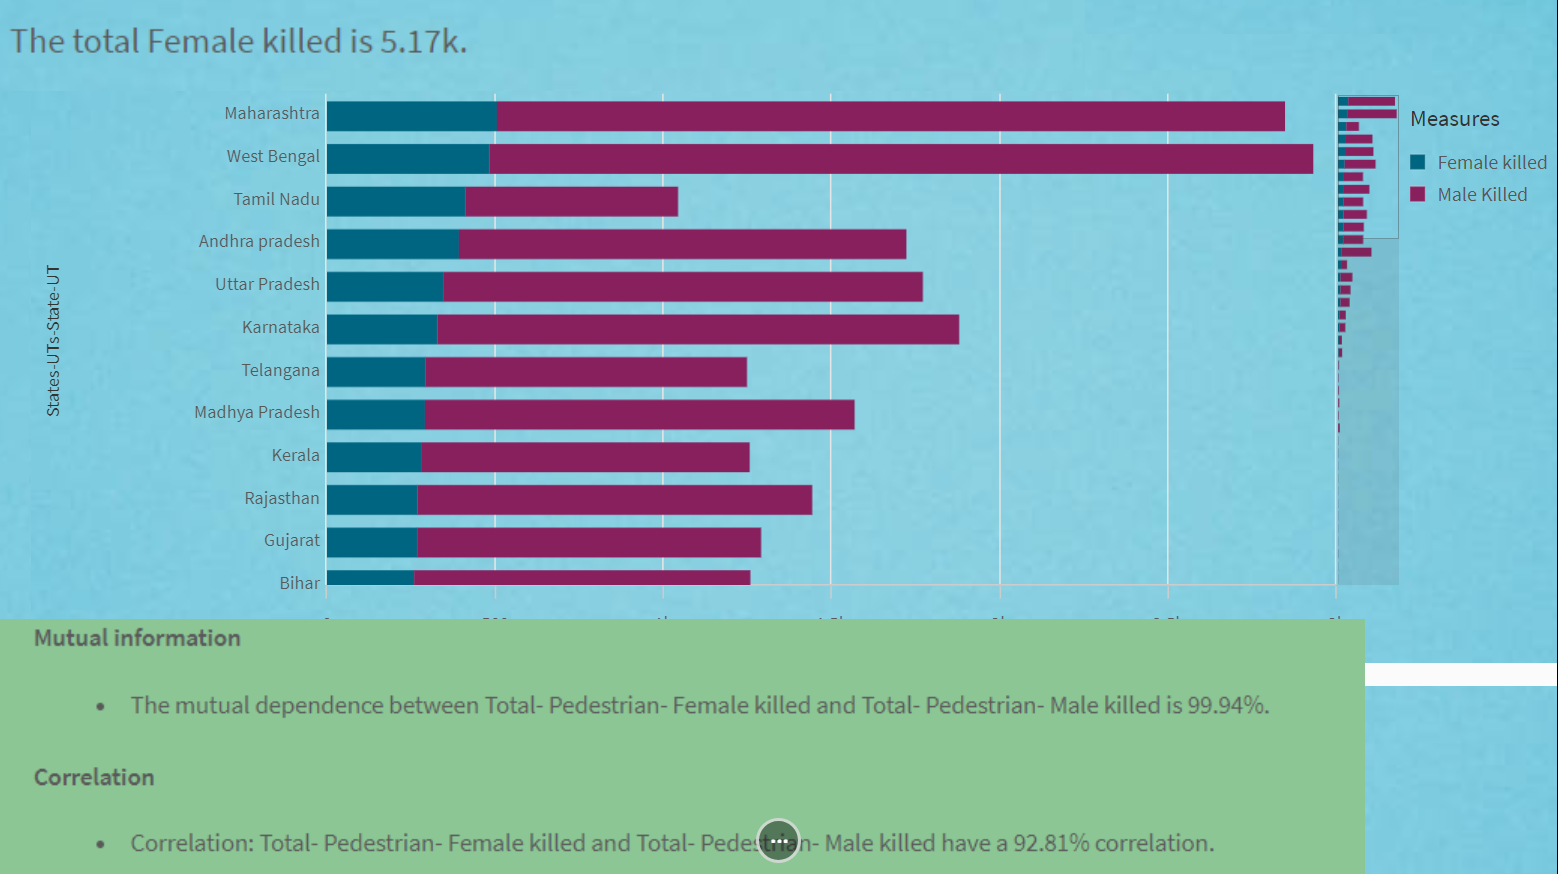 The total Female killed is 5.17k.
Maharashtra
West Bengal
Tamil Nadu
Andhra pradesh
Uttar Pradesh
Karnataka
Telangana
Madhya Pradesh
Kerala
Rajasthan
Gujarat
Bihar
States-UTs-State-UT
Measures
Female killed
Male Killed
Mutual information
• The mutual dependence between Total- Pedestrian- Female killed and Total- Pedestrian- Male killed is 99.94%.
Correlation
• Correlation: Total- Pedestrian- Female killed and Total- Pedestrian- Male killed have a 92.81% correlation.